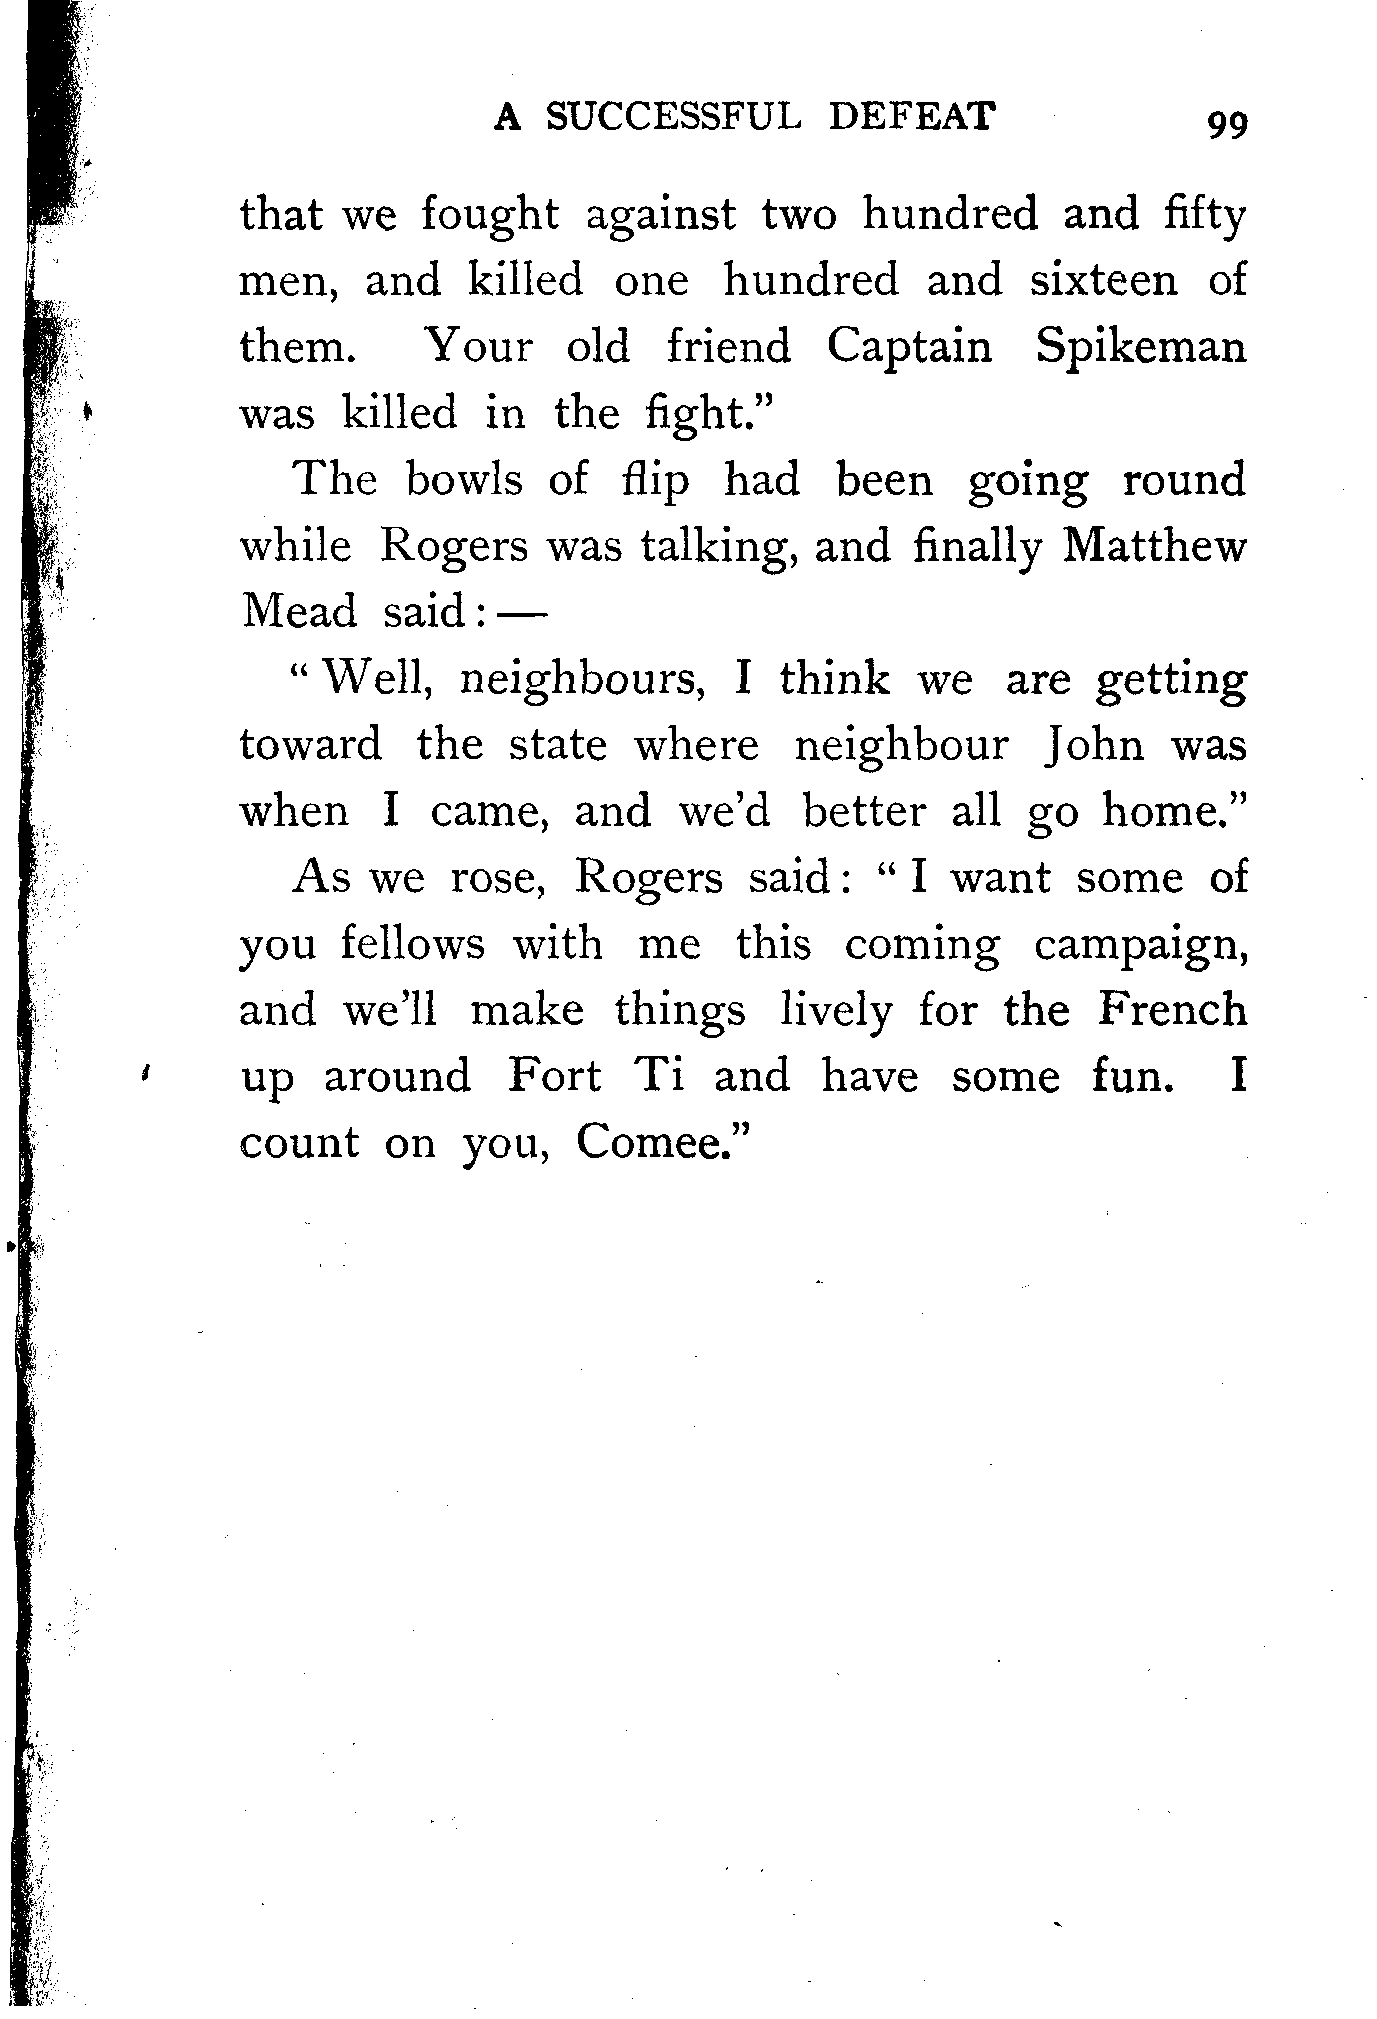 A SUCCESSFUL DEFEAT 99
that we fought against two hundred and fifty
men, and killed one hundred and sixteen of
them. Your old friend Captain Spikeman
was killed in the fight.”
The bowls of flip had been going round
while Rogers was talking, and finally Matthew
Mead said: —
“ Well, neighbours, I think we are getting
toward the state where neighbour John was
when I came, and we’d better all go home.”
As we rose, Rogers said: “ I want some of
you fellows with me this coming campaign,
and we’ll make things lively for the French
up around Fort Ti and have some fun. I
count on you, Comee.”